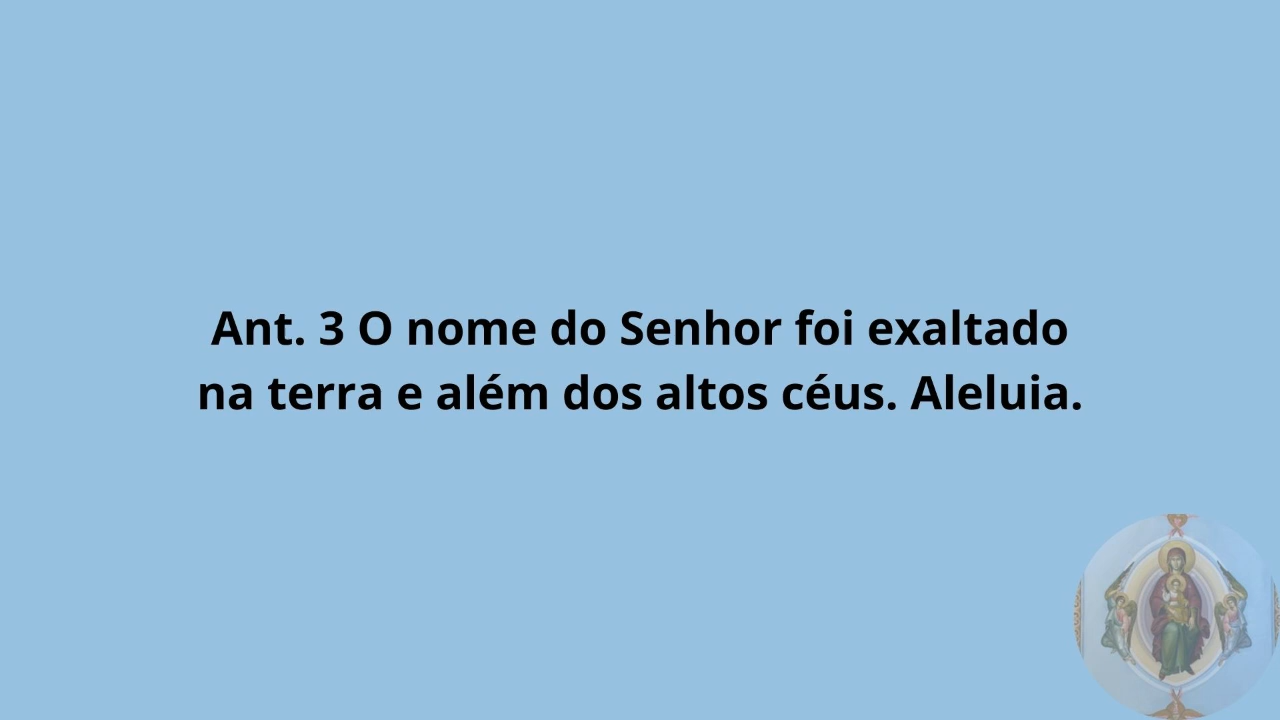 Ant. 3 O nome do Senhor foi exaltado
na terra e além dos altos céus. Aleluia.